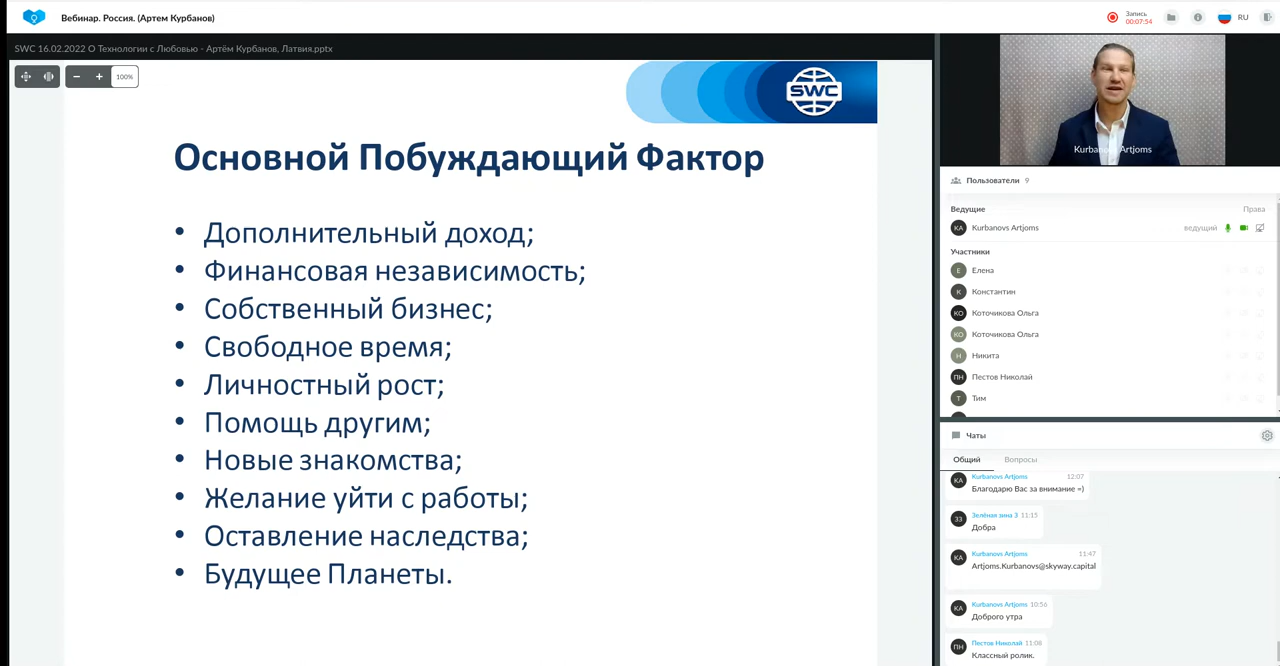 Вебинар. Россия. (Артем Курбанов)
Запись
00:07:54
RU
SWC 16.02.2022 О Технологии с Любовью - Артём Курбанов, Латвия.pptx
100%
SWC
Основной Побуждающий Фактор
• Дополнительный доход;
• Финансовая независимость;
• Собственный бизнес;
• Свободное время;
• Личностный рост;
• Помощь другим;
• Новые знакомства;
• Желание уйти с работы;
• Оставление наследства;
• Будущее Планеты.
Kurbanovs Artjoms
Пользователи 9
Ведущие Права
KA Kurbanovs Artjoms ведущий
Участники
Е Елена
К Константин
КО Коточикова Ольга
КО Коточикова Ольга
Н Никита
ПН Пестов Николай
Т Тим
Чаты
Общий Вопросы
KA Kurbanovs Artjoms 12:07
Благодарю Вас за внимание =)
ЗЗ Зелёная зина З 11:15
Добра
KA Kurbanovs Artjoms 11:47
Artjoms.Kurbanovs@skyway.capital
KA Kurbanovs Artjoms 10:56
Доброго утра
ПН Пестов Николай 11:08
Классный ролик.